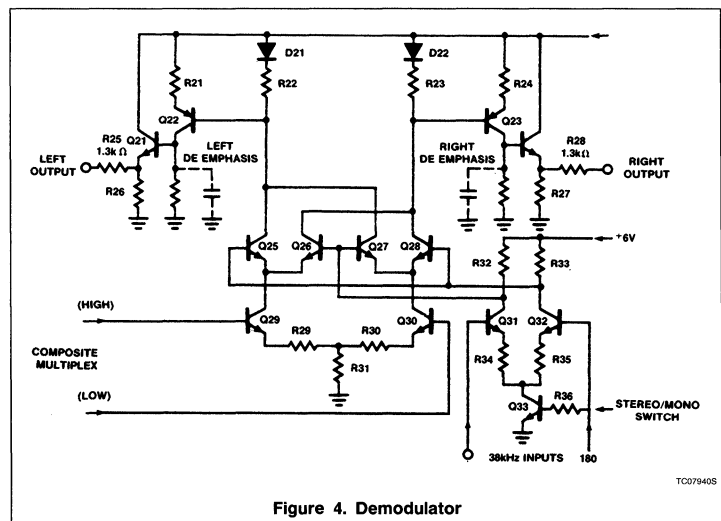 D21
D22
R21
R22
R23
R24
Q22
Q23
Q21
R25
1.3kΩ
LEFT
OUTPUT
R26
LEFT
DE EMPHASIS
RIGHT
DE EMPHASIS
R28
1.3kΩ
RIGHT
OUTPUT
R27
+6V
Q25
Q26
Q27
Q28
R32
R33
(HIGH)
Q29
Q30
Q31
Q32
R29
R30
COMPOSITE
MULTIPLEX
R31
R34
R35
(LOW)
Q33
R36
STEREO/MONO
SWITCH
38kHz INPUTS
180
TC07940S
Figure 4. Demodulator